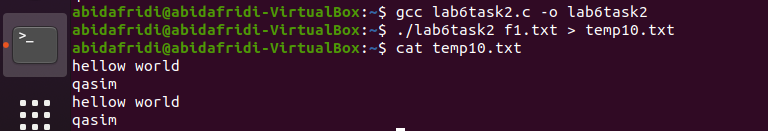 abidafridi@abidafridi-VirtualBox:~$ gcc lab6task2.c -o lab6task2
abidafridi@abidafridi-VirtualBox:~$ ./lab6task2 f1.txt > temp10.txt
abidafridi@abidafridi-VirtualBox:~$ cat temp10.txt
hellow world
qasim
hellow world
qasim